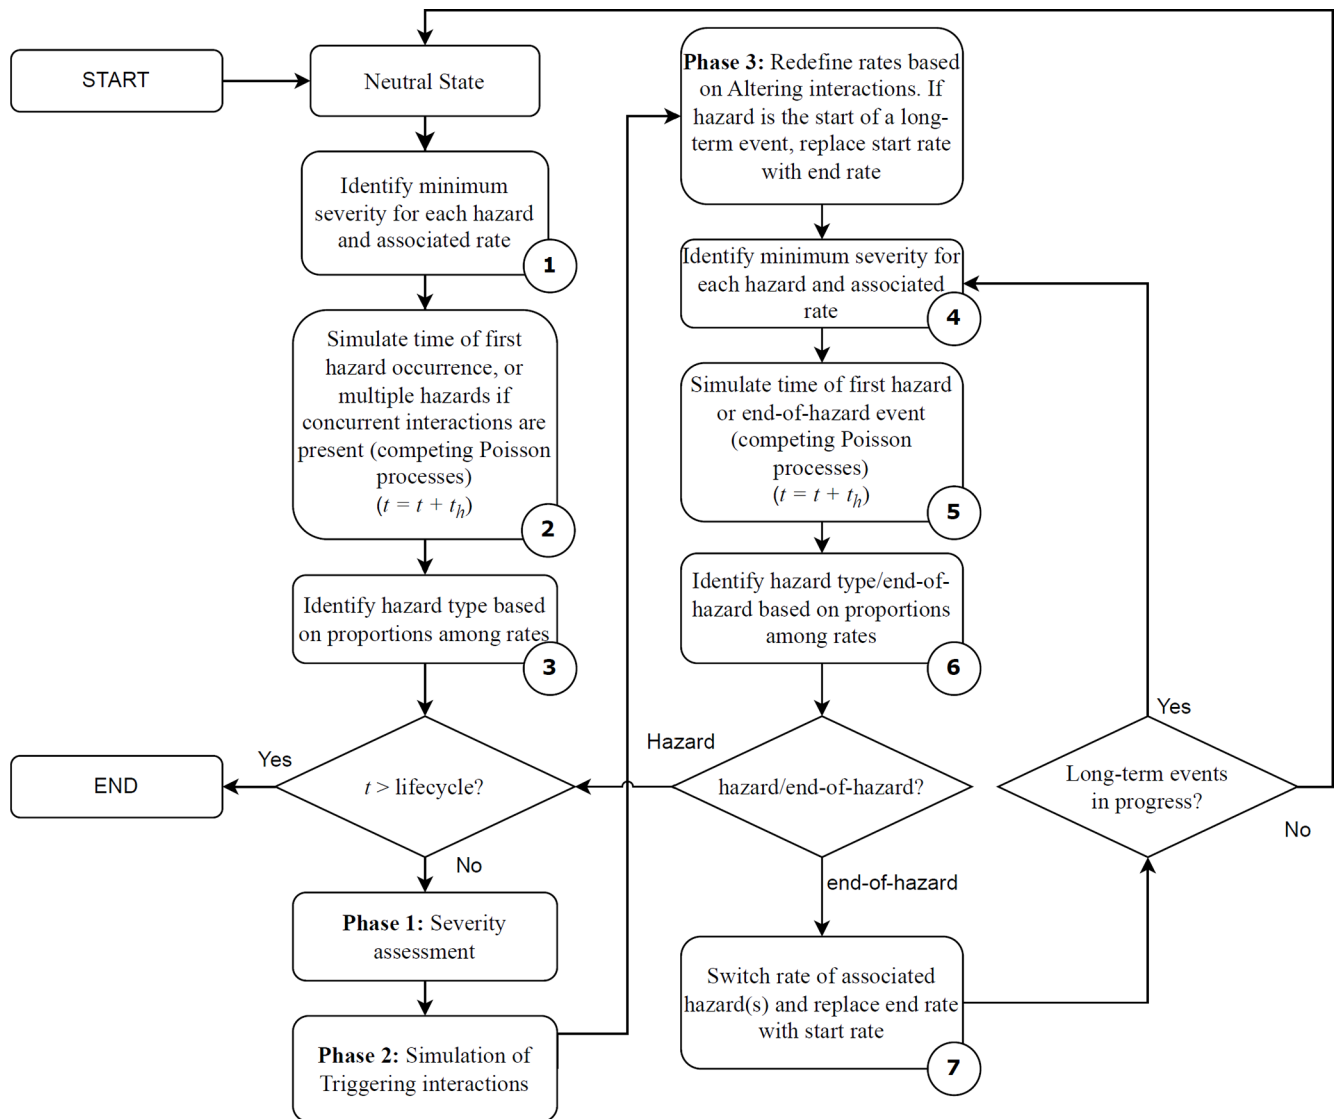 START
Neutral State
Identify minimum
severity for each hazard
and associated rate
1
Simulate time of first
hazard occurrence, or
multiple hazards if
concurrent interactions are
present (competing Poisson
processes)
(t = t + t_h)
2
Identify hazard type based
on proportions among rates
3
t > lifecycle?
Yes
END
No
Phase 1: Severity
assessment
Phase 2: Simulation of
Triggering interactions
Phase 3: Redefine rates based
on Altering interactions. If
hazard is the start of a long-
term event, replace start rate
with end rate
Identify minimum severity for
each hazard and associated
rate
4
Simulate time of first hazard
or end-of-hazard event
(competing Poisson
processes)
(t = t + t_h)
5
Identify hazard type/end-of-
hazard based on proportions
among rates
6
hazard/end-of-hazard?
Hazard
end-of-hazard
Switch rate of associated
hazard(s) and replace end rate
with start rate
7
Long-term events
in progress?
Yes
No